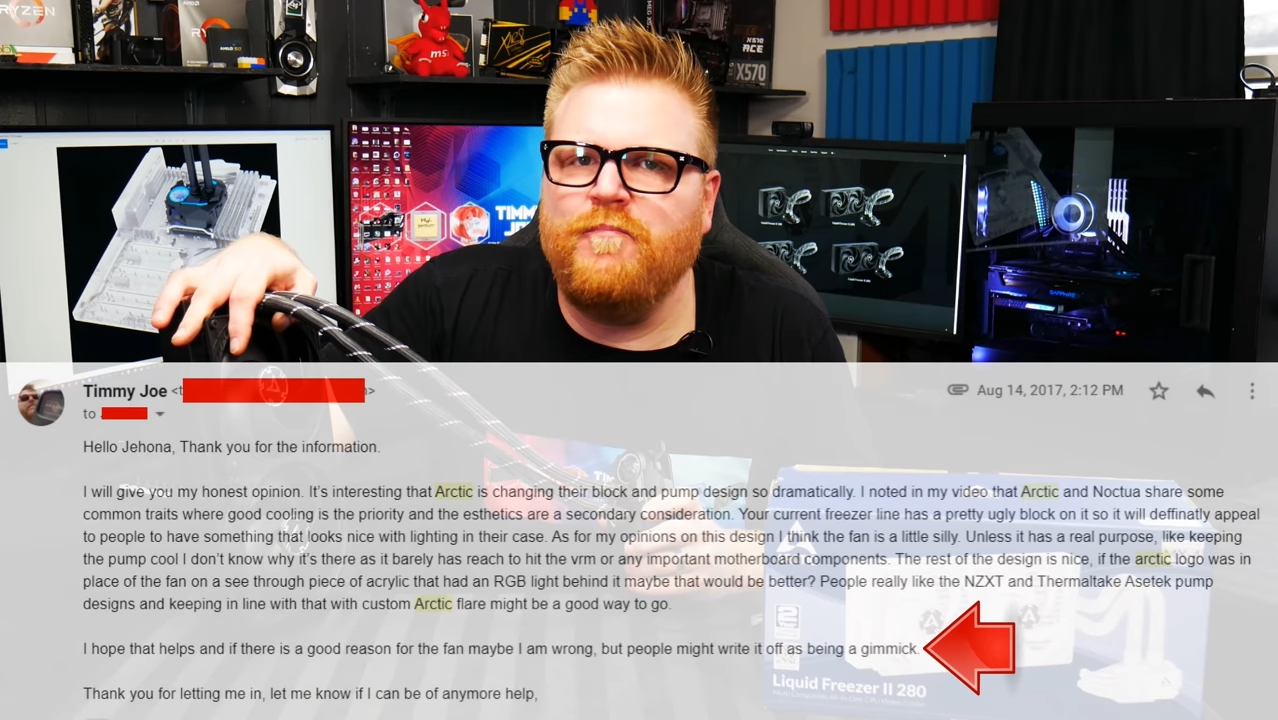 RYZEN
RY
msi
X570
ACE
X570
TIMM
SAPPHIRE
Timmy Joe <t >
Aug 14, 2017, 2:12 PM
to
Hello Jehona, Thank you for the information.
I will give you my honest opinion. It's interesting that Arctic is changing their block and pump design so dramatically. I noted in my video that Arctic and Noctua share some
common traits where good cooling is the priority and the esthetics are a secondary consideration. Your current freezer line has a pretty ugly block on it so it will deffinatly appeal
to people to have something that looks nice with lighting in their case. As for my opinions on this design I think the fan is a little silly. Unless it has a real purpose, like keeping
the pump cool I don't know why it's there as it barely has reach to hit the vrm or any important motherboard components. The rest of the design is nice, if the arctic logo was in
place of the fan on a see through piece of acrylic that had an RGB light behind it maybe that would be better? People really like the NZXT and Thermaltake Asetek pump
designs and keeping in line with that with custom Arctic flare might be a good way to go.
I hope that helps and if there is a good reason for the fan maybe I am wrong, but people might write it off as being a gimmick.
Liquid Freezer II 280
Thank you for letting me in, let me know if I can be of anymore help,